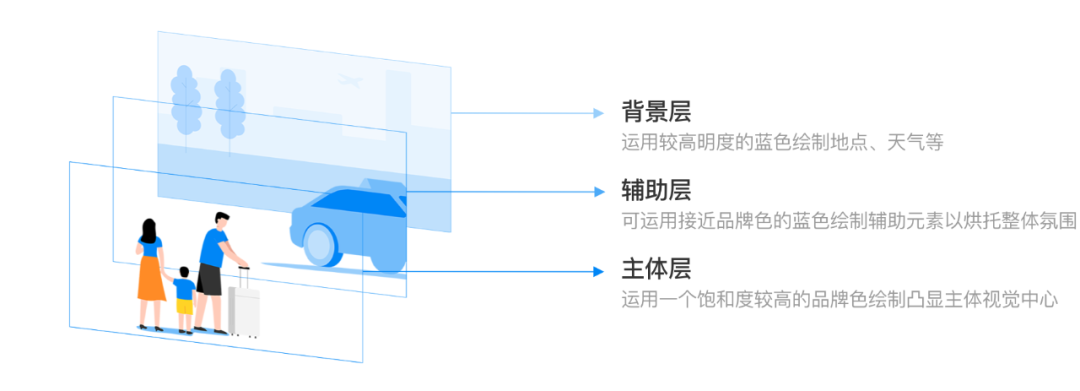 背景层
运用较高明度的蓝色绘制地点、天气等
辅助层
可运用接近品牌色的蓝色绘制辅助元素以烘托整体氛围
主体层
运用一个饱和度较高的品牌色绘制凸显主体视觉中心